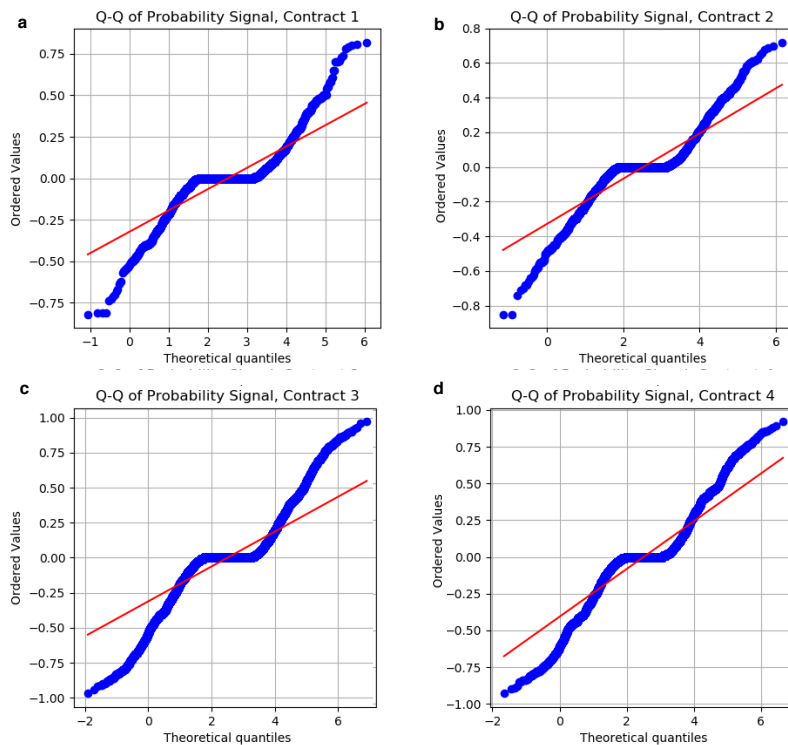 a
Q-Q of Probability Signal, Contract 1
0.75
0.50
0.25
0.00
−0.25
−0.50
−0.75
Ordered Values
−1 0 1 2 3 4 5 6
Theoretical quantiles
b
Q-Q of Probability Signal, Contract 2
0.8
0.6
0.4
0.2
0.0
−0.2
−0.4
−0.6
−0.8
Ordered Values
0 2 4 6
Theoretical quantiles
c
Q-Q of Probability Signal, Contract 3
1.00
0.75
0.50
0.25
0.00
−0.25
−0.50
−0.75
−1.00
Ordered Values
−2 0 2 4 6
Theoretical quantiles
d
Q-Q of Probability Signal, Contract 4
1.00
0.75
0.50
0.25
0.00
−0.25
−0.50
−0.75
−1.00
Ordered Values
−2 0 2 4 6
Theoretical quantiles